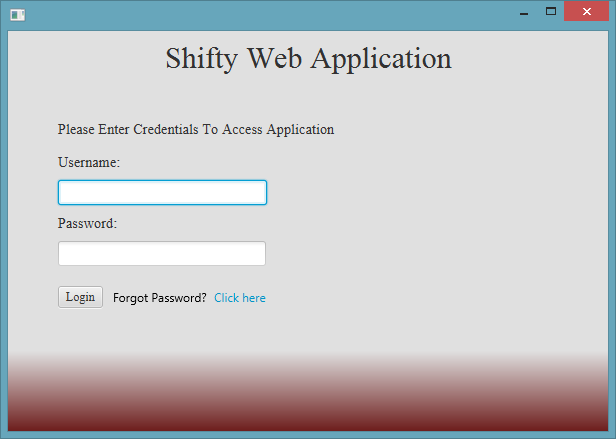 Shifty Web Application
Please Enter Credentials To Access Application
Username:
Password:
Login Forgot Password? Click here